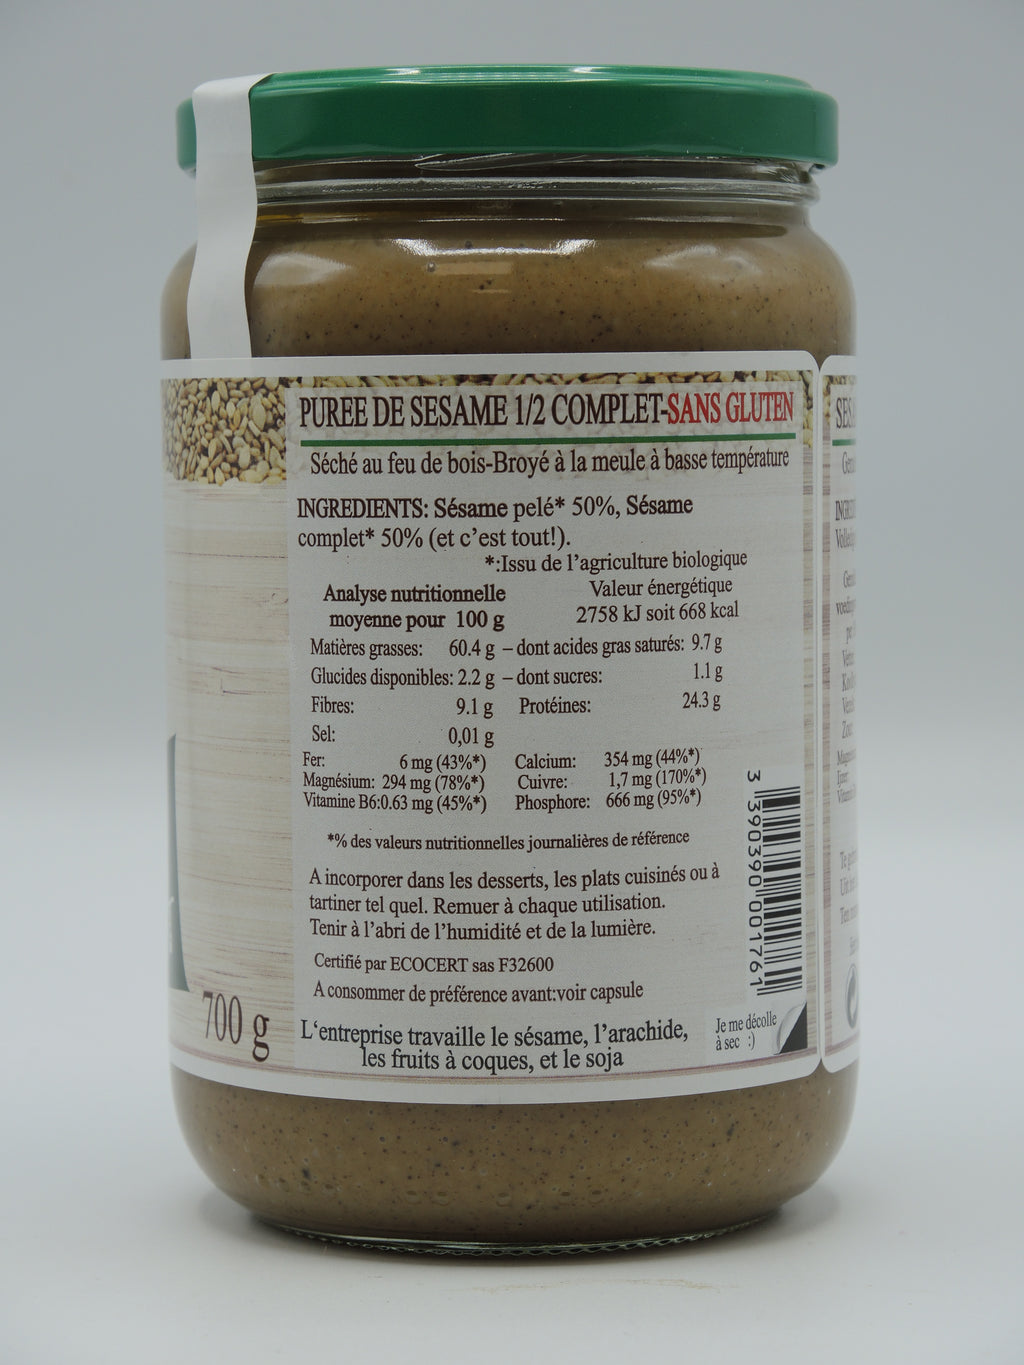 PUREE DE SESAME 1/2 COMPLET-SANS GLUTEN
Séché au feu de bois-Broyé à la meule à basse température
INGREDIENTS: Sésame pelé* 50%, Sésame
complet* 50% (et c'est tout!).
*:Issu de l'agriculture biologique
Analyse nutritionnelle
moyenne pour 100 g
Valeur énergétique
2758 kJ soit 668 kcal
Matières grasses: 60.4 g – dont acides gras saturés: 9.7 g
Glucides disponibles: 2.2 g – dont sucres: 1.1 g
Fibres: 9.1 g Protéines: 24.3 g
Sel: 0,01 g
Fer: 6 mg (43%*) Calcium: 354 mg (44%*)
Magnésium: 294 mg (78%*) Cuivre: 1,7 mg (170%*)
Vitamine B6:0.63 mg (45%*) Phosphore: 666 mg (95%*)
*% des valeurs nutritionnelles journalières de référence
A incorporer dans les desserts, les plats cuisinés ou à
tartiner tel quel. Remuer à chaque utilisation.
Tenir à l'abri de l'humidité et de la lumière.
Certifié par ECOCERT sas F32600
A consommer de préférence avant:voir capsule
L'entreprise travaille le sésame, l'arachide,
les fruits à coques, et le soja
700 g
Je me décolle
à sec :)
3 390390 001761